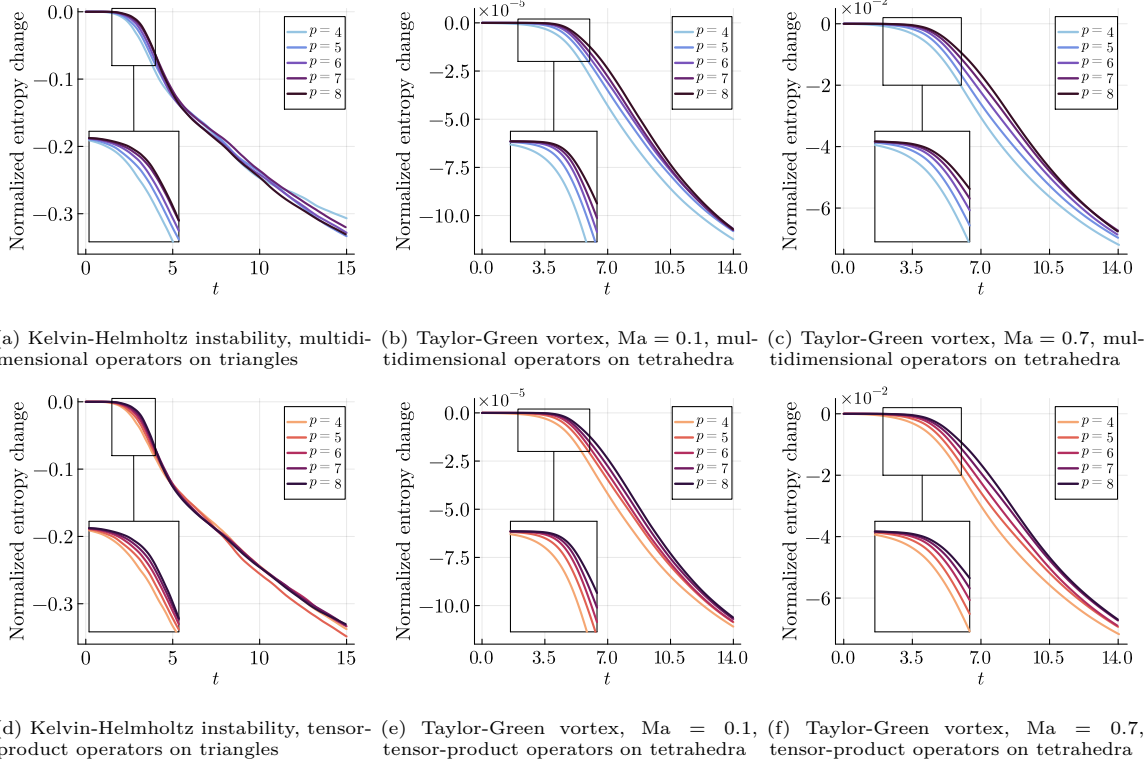 Normalized entropy change
0.0
−0.1
−0.2
−0.3
0
5
10
15
t
p = 4
p = 5
p = 6
p = 7
p = 8
Normalized entropy change
×10⁻⁵
0.0
−2.5
−5.0
−7.5
−10.0
0.0
3.5
7.0
10.5
14.0
t
p = 4
p = 5
p = 6
p = 7
p = 8
Normalized entropy change
×10⁻²
0
−2
−4
−6
0.0
3.5
7.0
10.5
14.0
t
p = 4
p = 5
p = 6
p = 7
p = 8
(a) Kelvin-Helmholtz instability, multidi-
mensional operators on triangles
(b) Taylor-Green vortex, Ma = 0.1, mul-
tidimensional operators on tetrahedra
(c) Taylor-Green vortex, Ma = 0.7, mul-
tidimensional operators on tetrahedra
Normalized entropy change
0.0
−0.1
−0.2
−0.3
0
5
10
15
t
p = 4
p = 5
p = 6
p = 7
p = 8
Normalized entropy change
×10⁻⁵
0.0
−2.5
−5.0
−7.5
−10.0
0.0
3.5
7.0
10.5
14.0
t
p = 4
p = 5
p = 6
p = 7
p = 8
Normalized entropy change
×10⁻²
0
−2
−4
−6
0.0
3.5
7.0
10.5
14.0
t
p = 4
p = 5
p = 6
p = 7
p = 8
(d) Kelvin-Helmholtz instability, tensor-
product operators on triangles
(e) Taylor-Green vortex, Ma = 0.1,
tensor-product operators on tetrahedra
(f) Taylor-Green vortex, Ma = 0.7,
tensor-product operators on tetrahedra